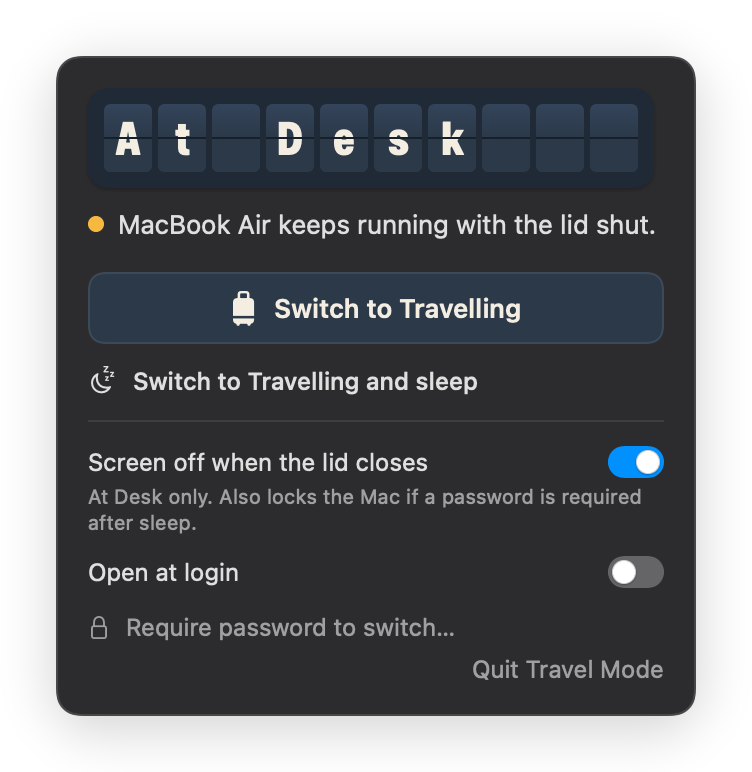 At Desk
MacBook Air keeps running with the lid shut.
Switch to Travelling
zzz Switch to Travelling and sleep
Screen off when the lid closes
At Desk only. Also locks the Mac if a password is required
after sleep.
Open at login
Require password to switch...
Quit Travel Mode